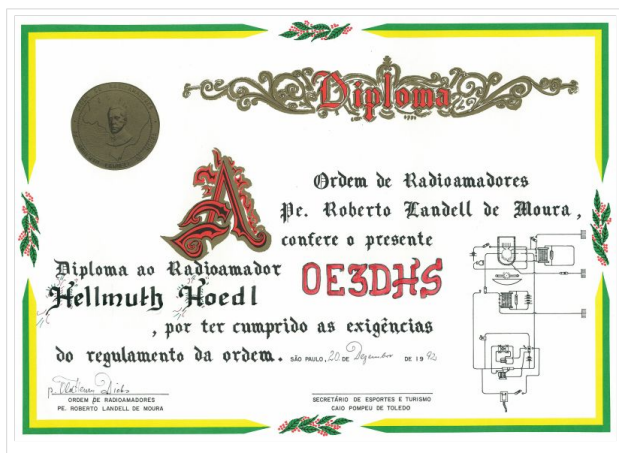 Diploma
A Ordem de Radioamadores
Pe. Roberto Landell de Moura,
confere o presente
Diploma ao Radioamador OE3DHS
Hellmuth Hoedl
, por ter cumprido as exigências
do regulamento da ordem. SÃO PAULO, 20 DE Dezembro DE 1992
ORDEM DE RADIOAMADORES
PE. ROBERTO LANDELL DE MOURA
SECRETÁRIO DE ESPORTES E TURISMO
CAIO POMPEU DE TOLEDO